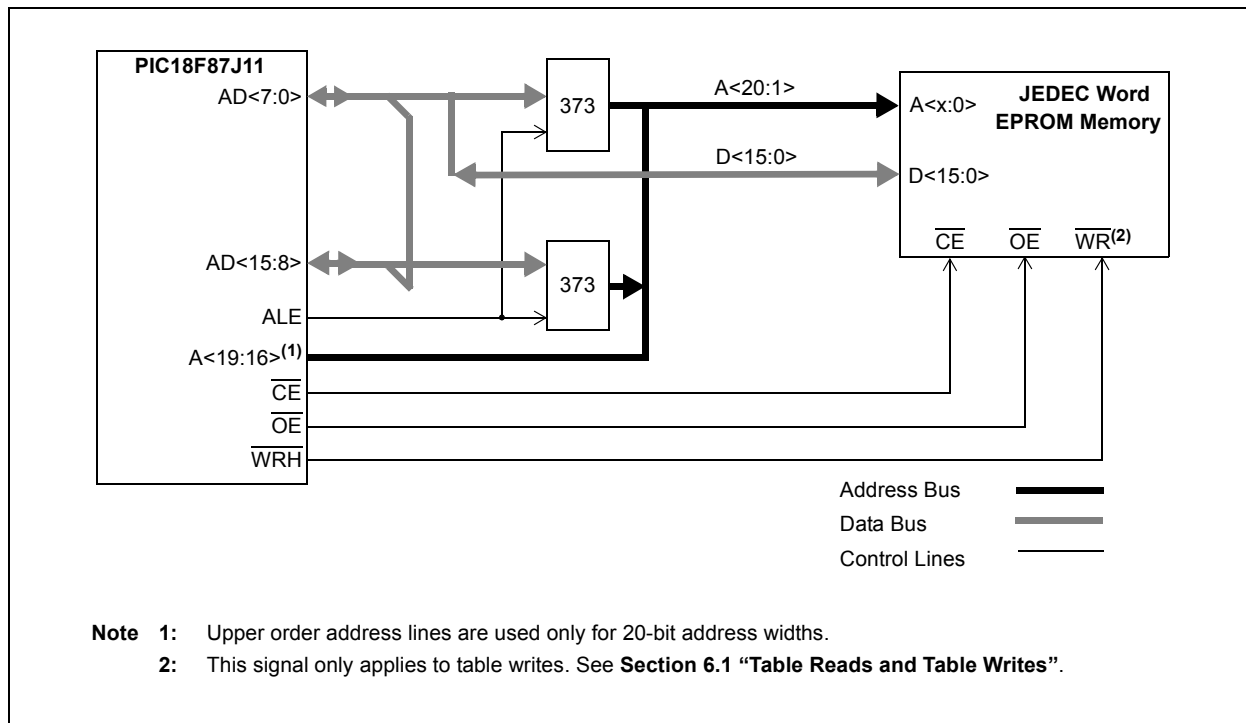 PIC18F87J11
AD<7:0>
373
A<20:1>
A<x:0>
JEDEC Word
EPROM Memory
D<15:0>
D<15:0>
CE
OE
WR(2)
AD<15:8>
373
ALE
A<19:16>(1)
CE
OE
WRH
Address Bus
Data Bus
Control Lines
Note 1: Upper order address lines are used only for 20-bit address widths.
2: This signal only applies to table writes. See Section 6.1 “Table Reads and Table Writes”.